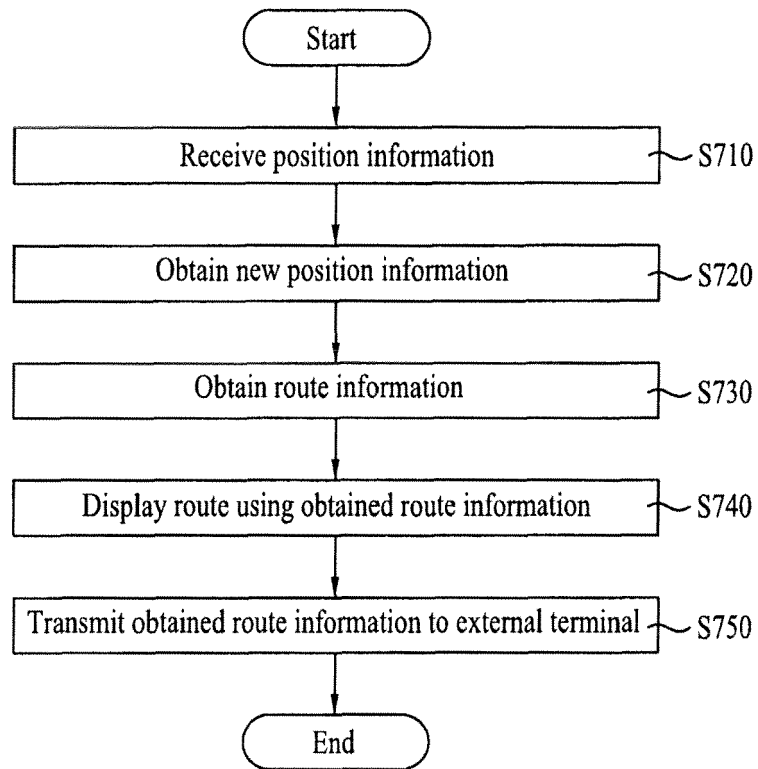 Start
Receive position information
S710
Obtain new position information
S720
Obtain route information
S730
Display route using obtained route information
S740
Transmit obtained route information to external terminal
S750
End